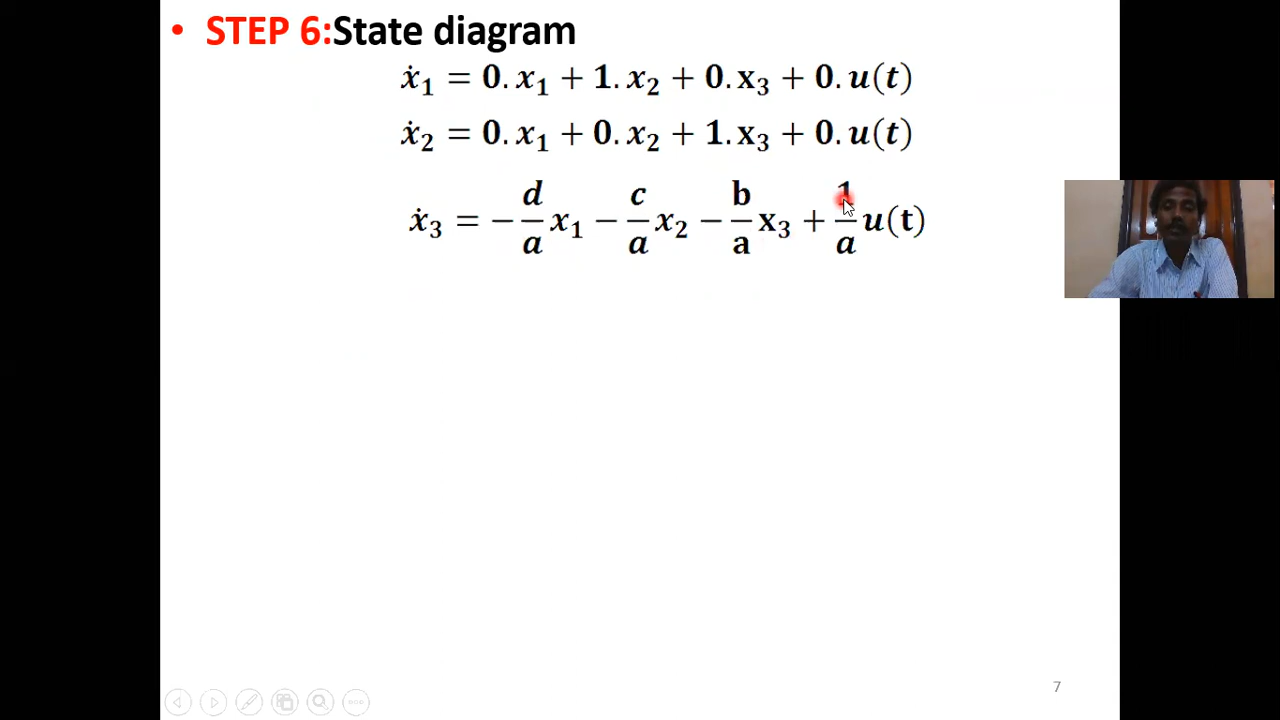 • STEP 6:State diagram
ẋ₁ = 0. x₁ + 1. x₂ + 0. x₃ + 0. u(t)
ẋ₂ = 0. x₁ + 0. x₂ + 1. x₃ + 0. u(t)
ẋ₃ = − d/a x₁ − c/a x₂ − b/a x₃ + 1/a u(t)
7